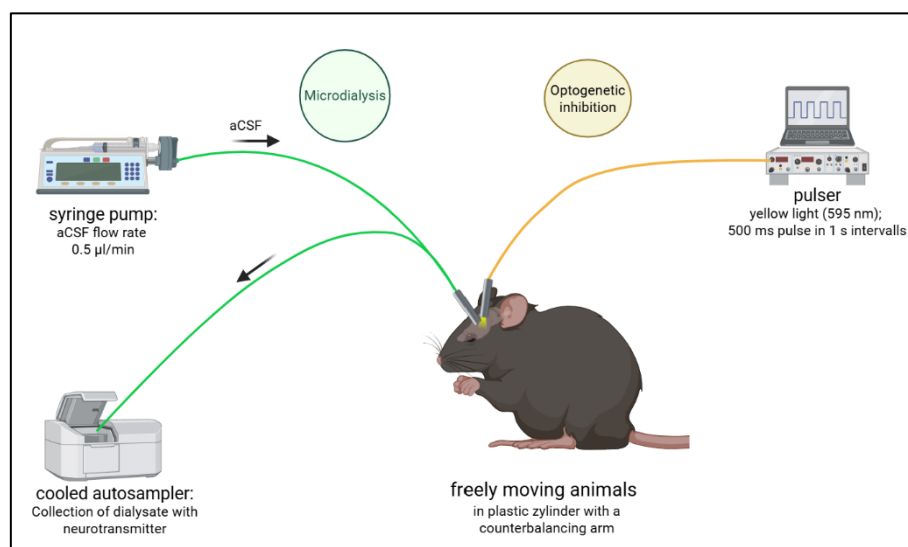 Microdialysis
Optogenetic
inhibition
aCSF
syringe pump:
aCSF flow rate
0.5 µl/min
pulser
yellow light (595 nm);
500 ms pulse in 1 s intervalls
cooled autosampler:
Collection of dialysate with
neurotransmitter
freely moving animals
in plastic zylinder with a
counterbalancing arm